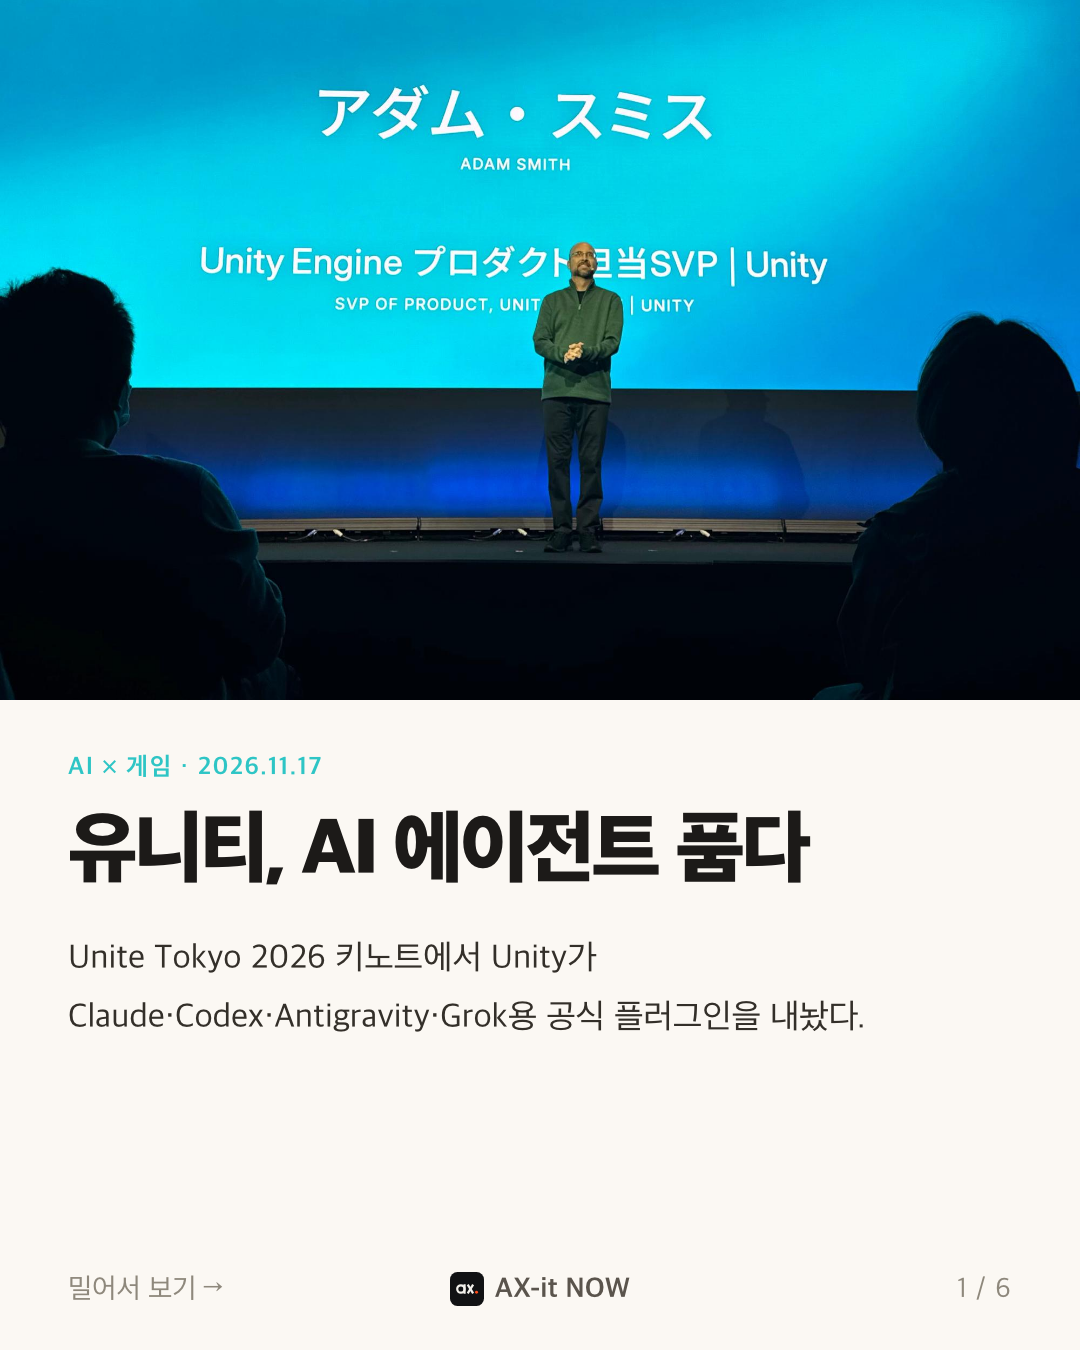 アダム・スミス
ADAM SMITH
Unity Engine プロダクト担当SVP | Unity
SVP OF PRODUCT, UNIT | UNITY
AI × 게임 · 2026.11.17
유니티, AI 에이전트 품다
Unite Tokyo 2026 키노트에서 Unity가
Claude·Codex·Antigravity·Grok용 공식 플러그인을 내놨다.
밀어서 보기 →
ax. AX-it NOW
1 / 6